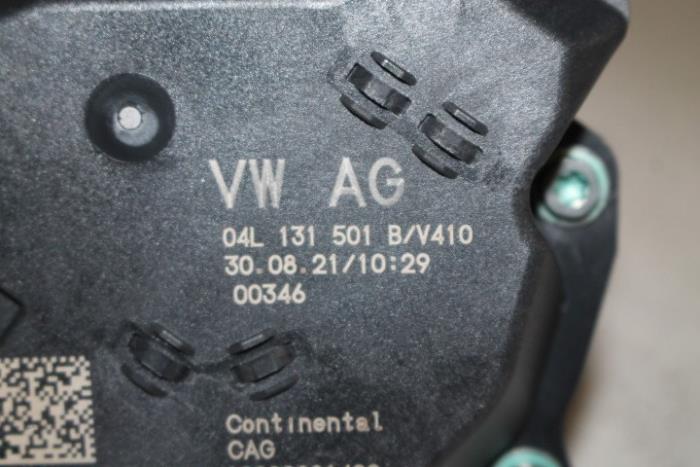 VW AG
04L 131 501 B/V410
30.08.21/10:29
00346
Continental
CAG